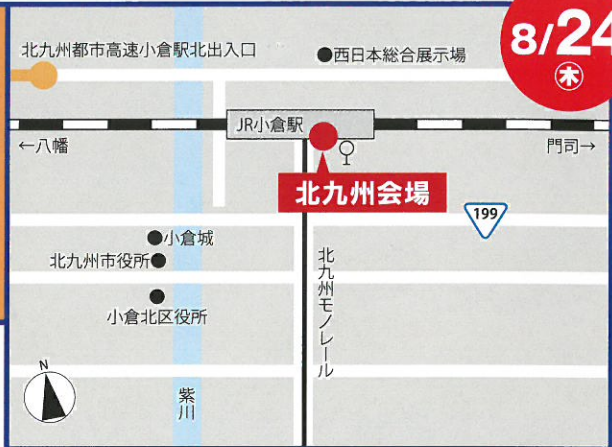 8/24
木
北九州都市高速小倉駅北出入口
西日本総合展示場
JR小倉駅
←八幡
門司→
北九州会場
199
小倉城
北九州市役所
小倉北区役所
北九州モノレール
紫川
N